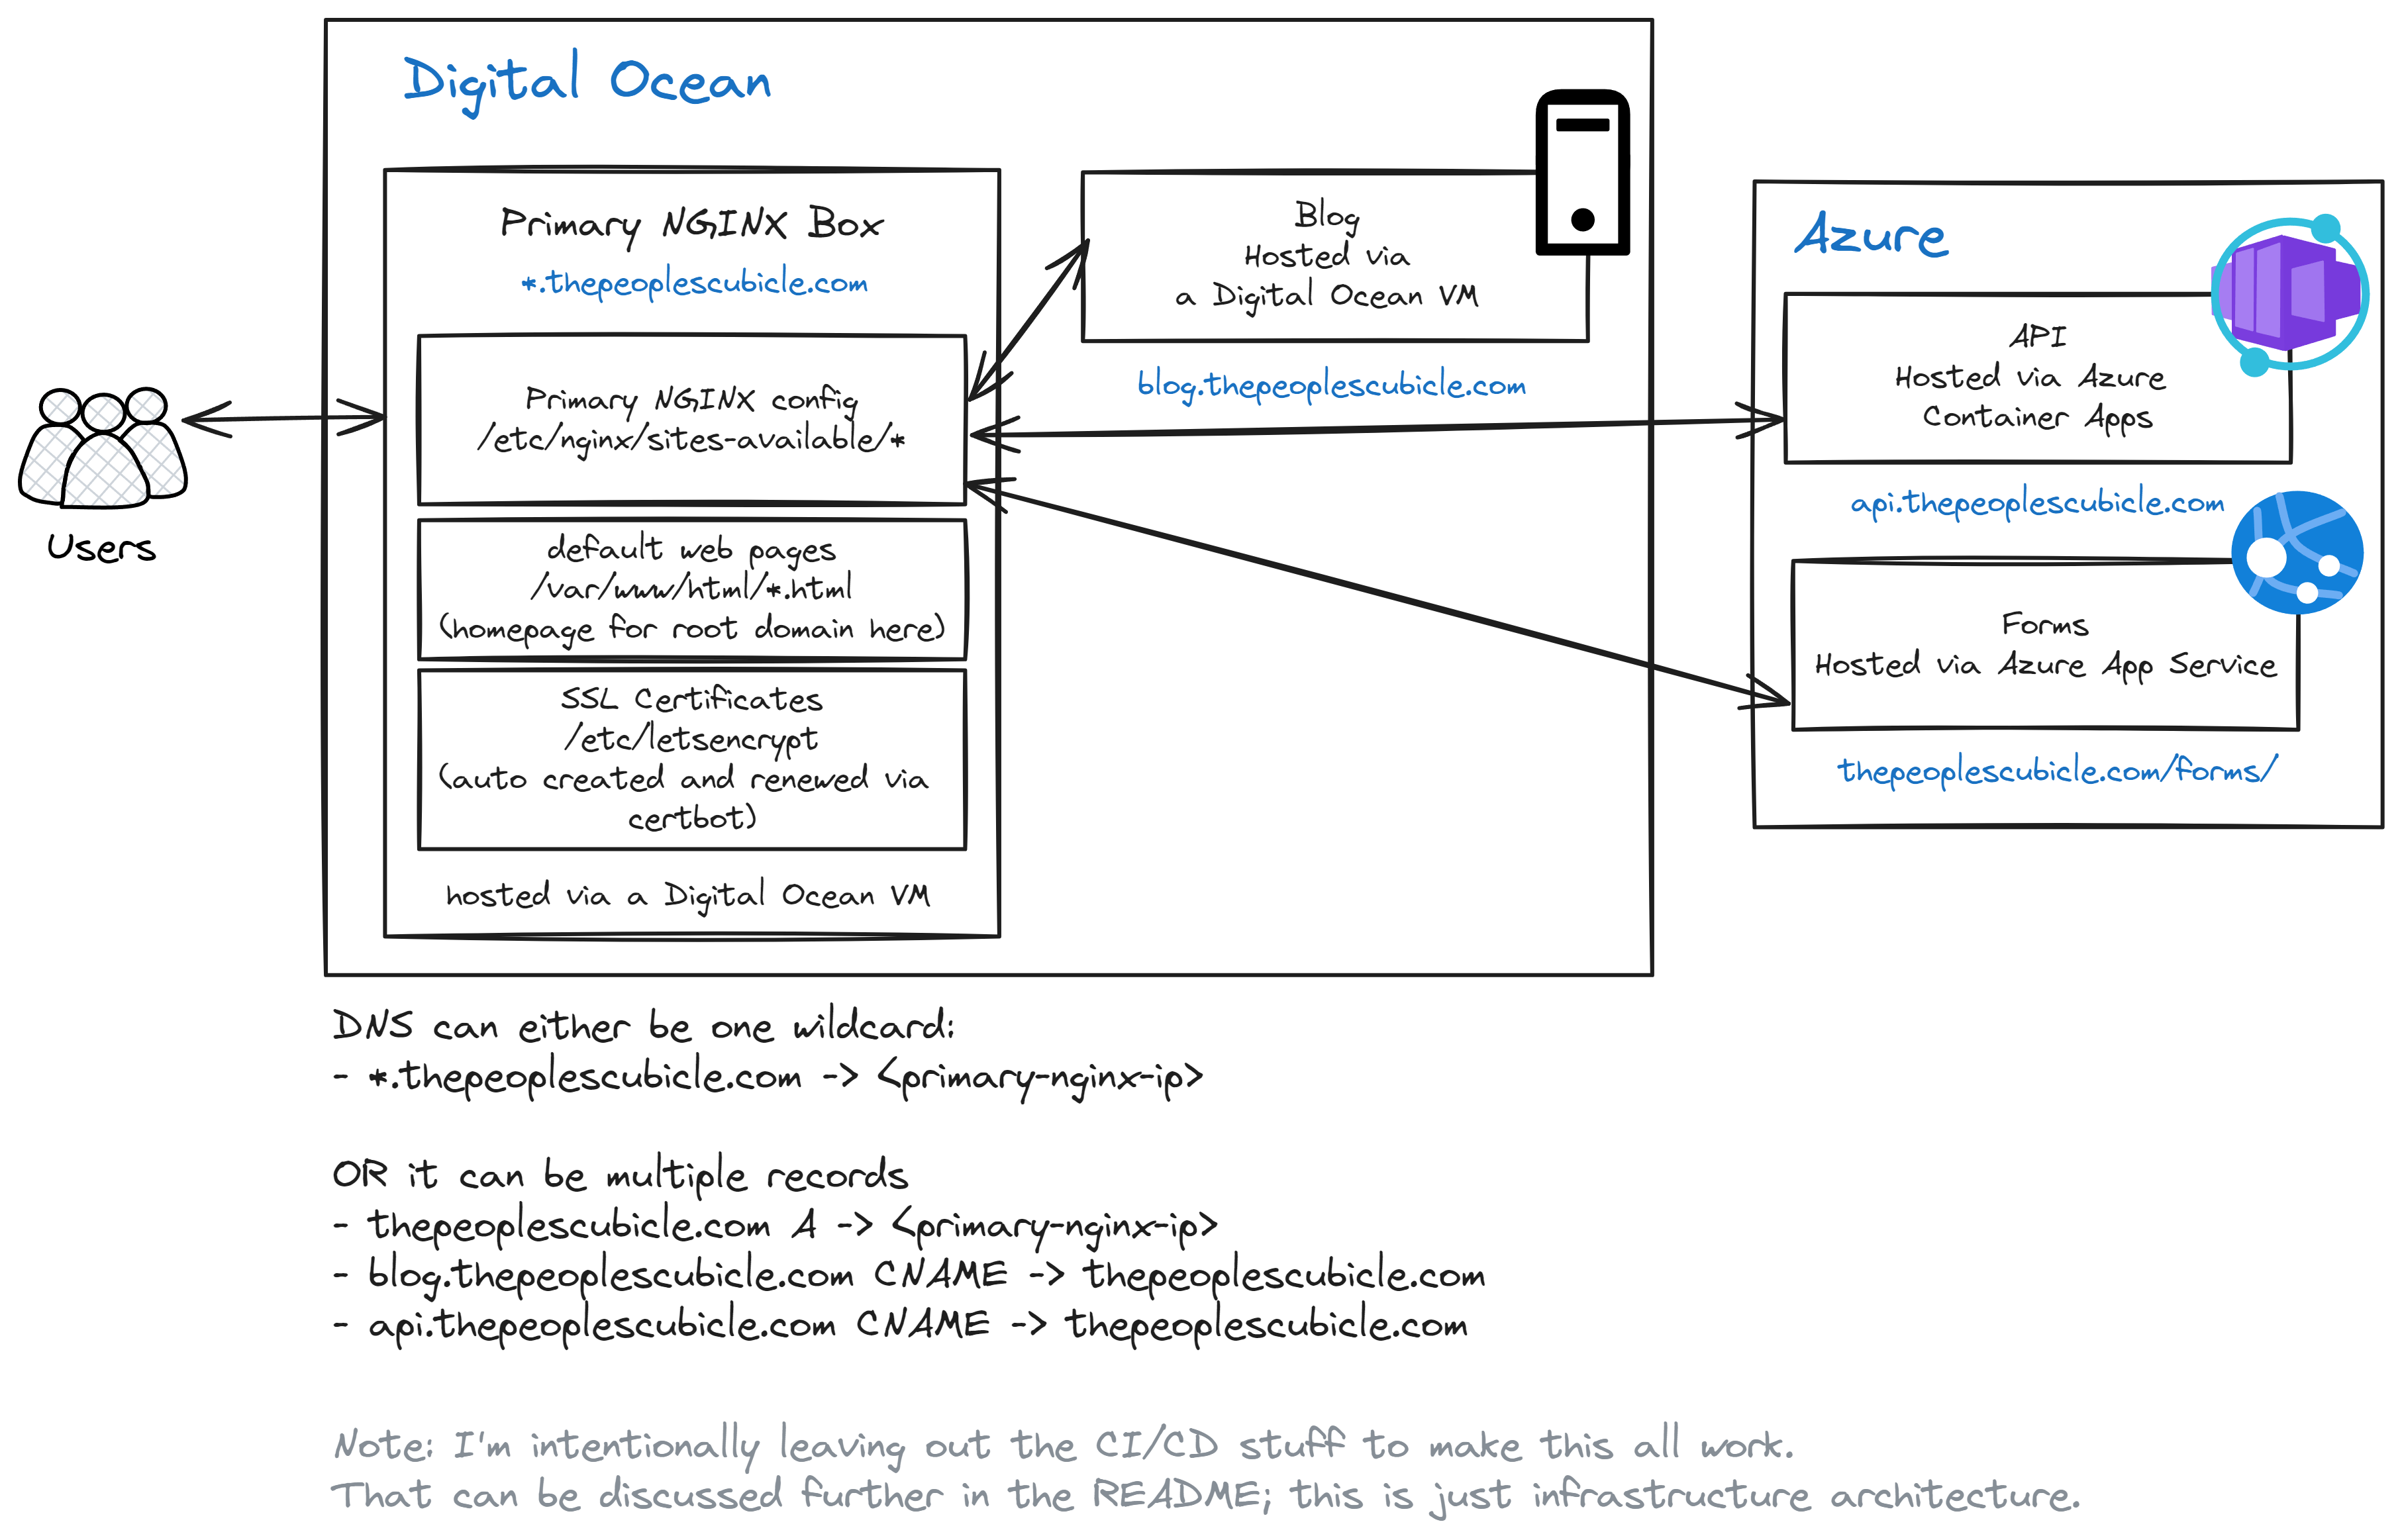 Digital Ocean
Primary NGINX Box
*.thepeoplescubicle.com
Primary NGINX config
/etc/nginx/sites-available/*
default web pages
/var/www/html/*.html
(homepage for root domain here)
SSL Certificates
/etc/letsencrypt
(auto created and renewed via
certbot)
hosted via a Digital Ocean VM
Users
Blog
Hosted via
a Digital Ocean VM
blog.thepeoplescubicle.com
Azure
API
Hosted via Azure
Container Apps
api.thepeoplescubicle.com
Forms
Hosted via Azure App Service
thepeoplescubicle.com/forms/
DNS can either be one wildcard:
- *.thepeoplescubicle.com -> <primary-nginx-ip>
OR it can be multiple records
- thepeoplescubicle.com A -> <primary-nginx-ip>
- blog.thepeoplescubicle.com CNAME -> thepeoplescubicle.com
- api.thepeoplescubicle.com CNAME -> thepeoplescubicle.com
Note: I'm intentionally leaving out the CI/CD stuff to make this all work.
That can be discussed further in the README; this is just infrastructure architecture.